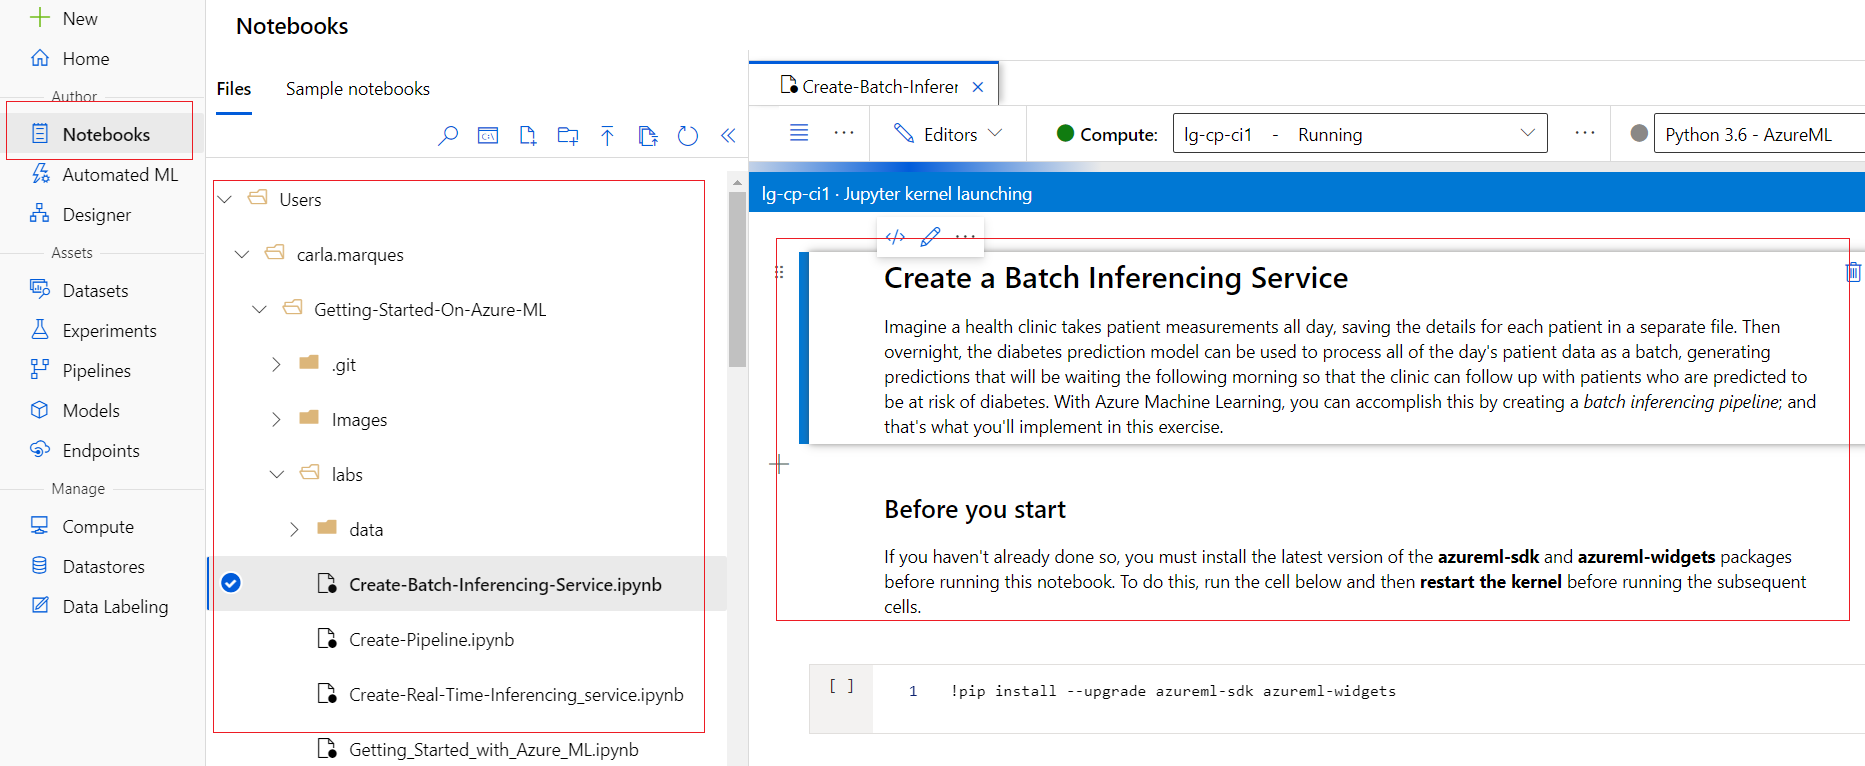 New
Home
Author
Notebooks
Automated ML
Designer
Assets
Datasets
Experiments
Pipelines
Models
Endpoints
Manage
Compute
Datastores
Data Labeling
Notebooks
Files
Sample notebooks
Users
carla.marques
Getting-Started-On-Azure-ML
.git
Images
labs
data
Create-Batch-Inferencing-Service.ipynb
Create-Pipeline.ipynb
Create-Real-Time-Inferencing_service.ipynb
Getting_Started_with_Azure_ML.ipynb
Create-Batch-Inferer
Editors
Compute:
lg-cp-ci1 - Running
Python 3.6 - AzureML
lg-cp-ci1 · Jupyter kernel launching
Create a Batch Inferencing Service
Imagine a health clinic takes patient measurements all day, saving the details for each patient in a separate file. Then
overnight, the diabetes prediction model can be used to process all of the day's patient data as a batch, generating
predictions that will be waiting the following morning so that the clinic can follow up with patients who are predicted to
be at risk of diabetes. With Azure Machine Learning, you can accomplish this by creating a batch inferencing pipeline; and
that's what you'll implement in this exercise.
Before you start
If you haven't already done so, you must install the latest version of the azureml-sdk and azureml-widgets packages
before running this notebook. To do this, run the cell below and then restart the kernel before running the subsequent
cells.
[ ] 1 !pip install --upgrade azureml-sdk azureml-widgets